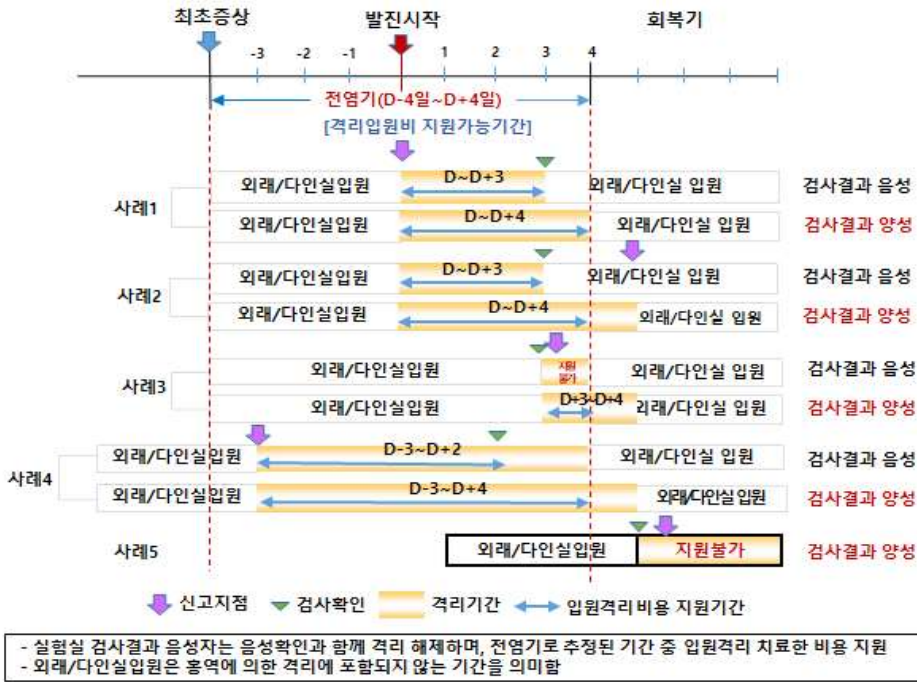 최초증상 발진시작 회복기
-3 -2 -1 1 2 3 4
전염기(D-4일~D+4일)
[격리입원비 지원가능기간]
사례1
외래/다인실입원 D~D+3 외래/다인실 입원 검사결과 음성
외래/다인실입원 D~D+4 외래/다인실 입원 검사결과 양성
사례2
외래/다인실입원 D~D+3 외래/다인실 입원 검사결과 음성
외래/다인실입원 D~D+4 외래/다인실 입원 검사결과 양성
사례3
외래/다인실입원 지원불가 외래/다인실 입원 검사결과 음성
외래/다인실입원 D+3~D+4 외래/다인실 입원 검사결과 양성
사례4
외래/다인실입원 D-3~D+2 외래/다인실 입원 검사결과 음성
외래/다인실입원 D-3~D+4 외래/다인실입원 검사결과 양성
사례5 외래/다인실입원 지원불가 검사결과 양성
신고지점 검사확인 격리기간 입원격리비용 지원기간
- 실험실 검사결과 음성자는 음성확인과 함께 격리 해제하며, 전염기로 추정된 기간 중 입원격리 치료한 비용 지원
- 외래/다인실입원은 홍역에 의한 격리에 포함되지 않는 기간을 의미함